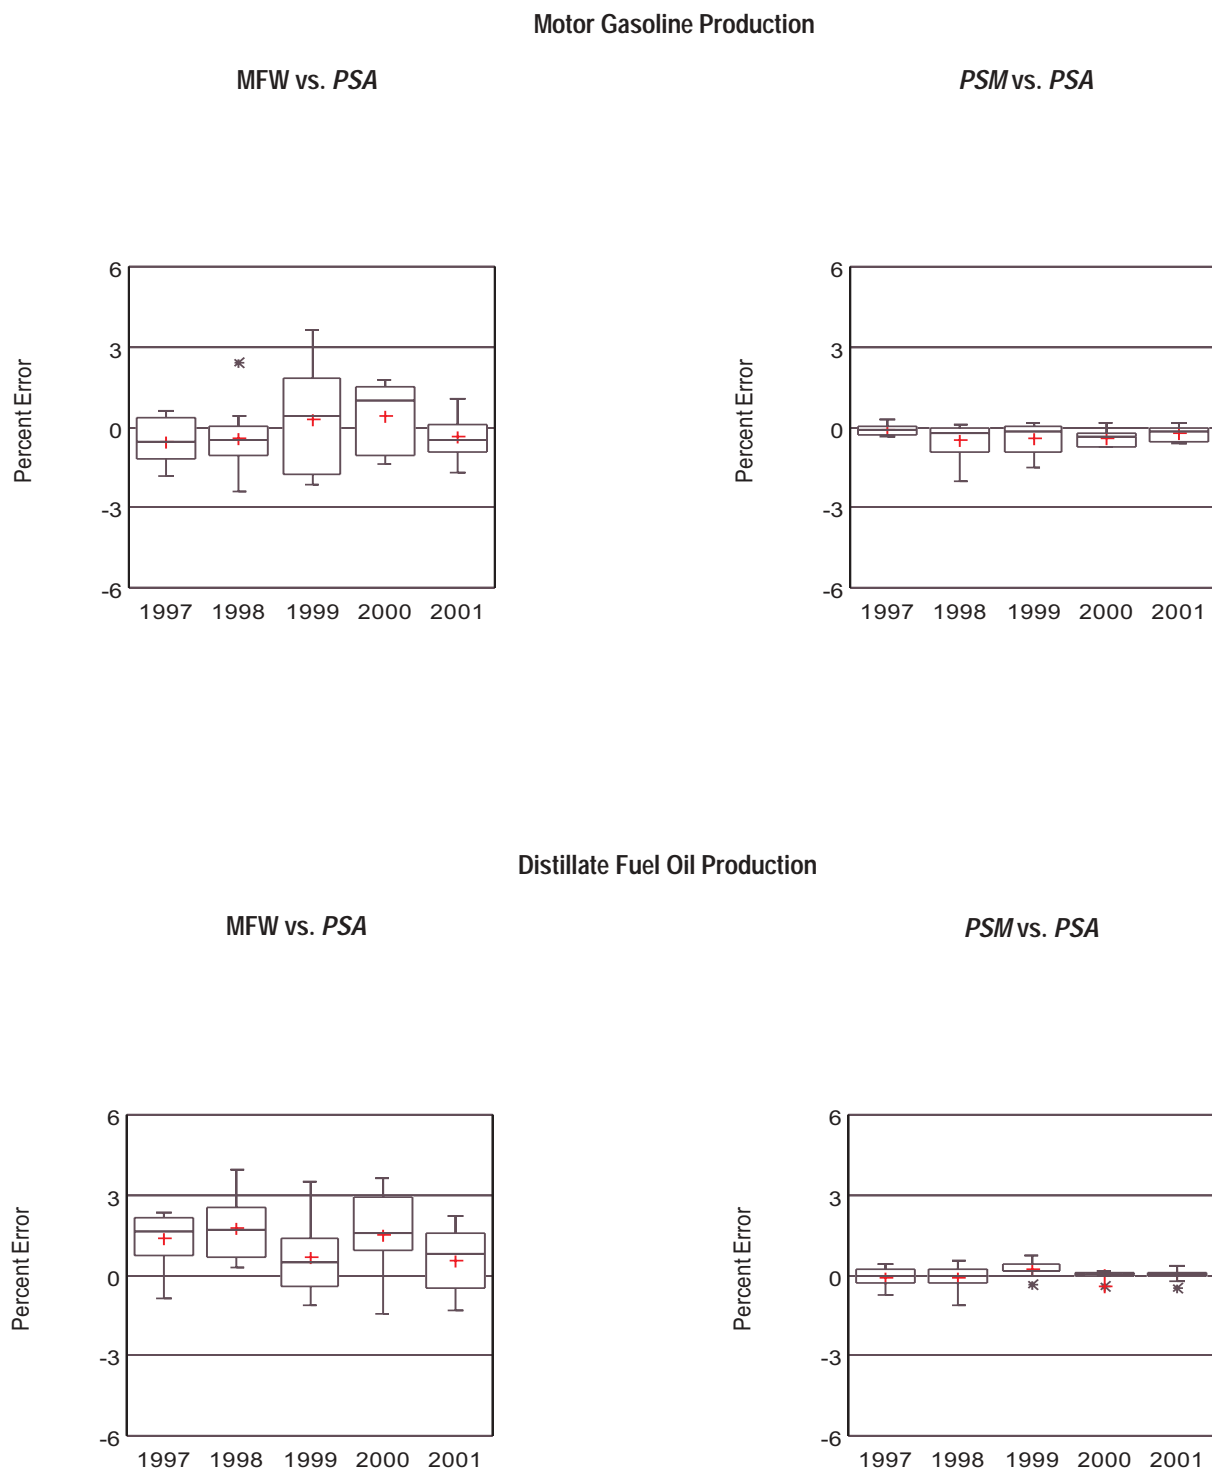 Motor Gasoline Production
MFW vs. PSA
PSM vs. PSA
Percent Error
6
3
0
-3
-6
1997 1998 1999 2000 2001
Percent Error
6
3
0
-3
-6
1997 1998 1999 2000 2001
Distillate Fuel Oil Production
MFW vs. PSA
PSM vs. PSA
Percent Error
6
3
0
-3
-6
1997 1998 1999 2000 2001
Percent Error
6
3
0
-3
-6
1997 1998 1999 2000 2001